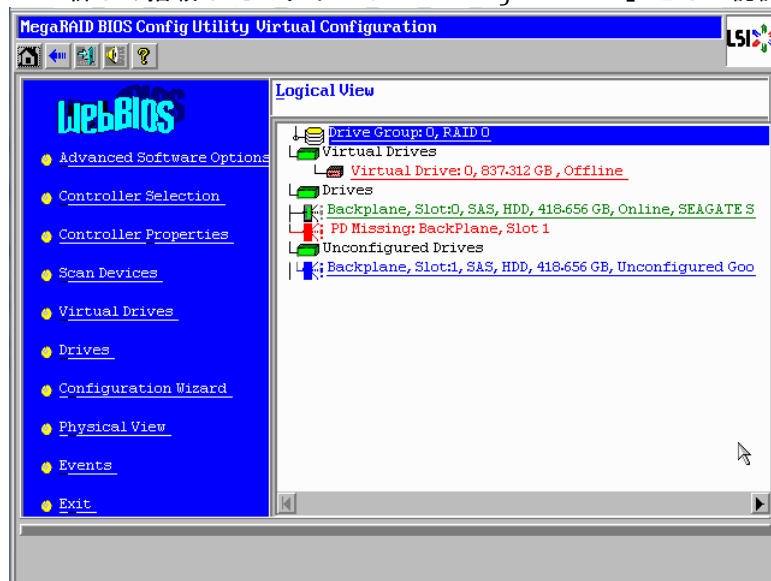 MegaRAID BIOS Config Utility Virtual Configuration
LSI
WebBIOS
Advanced Software Options
Controller Selection
Controller Properties
Scan Devices
Virtual Drives
Drives
Configuration Wizard
Physical View
Events
Exit
Logical View
Drive Group: 0, RAID 0
Virtual Drives
Virtual Drive: 0, 837.312 GB , Offline
Drives
Backplane, Slot:0, SAS, HDD, 418.656 GB, Online, SEAGATE S
PD Missing: BackPlane, Slot 1
Unconfigured Drives
Backplane, Slot:1, SAS, HDD, 418.656 GB, Unconfigured Goo